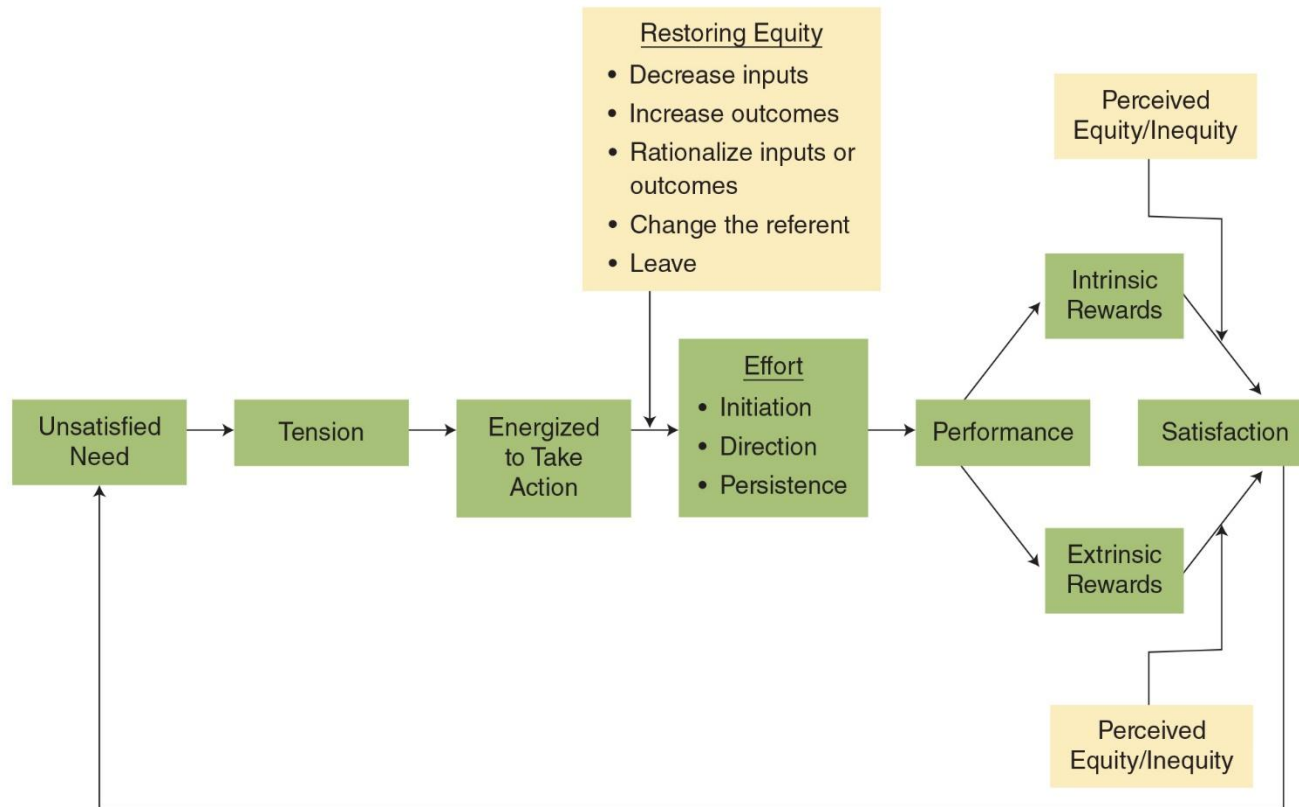 Restoring Equity
• Decrease inputs
• Increase outcomes
• Rationalize inputs or
outcomes
• Change the referent
• Leave
Perceived
Equity/Inequity
Intrinsic
Rewards
Unsatisfied
Need
Tension
Energized
to Take
Action
Effort
• Initiation
• Direction
• Persistence
Performance
Satisfaction
Extrinsic
Rewards
Perceived
Equity/Inequity